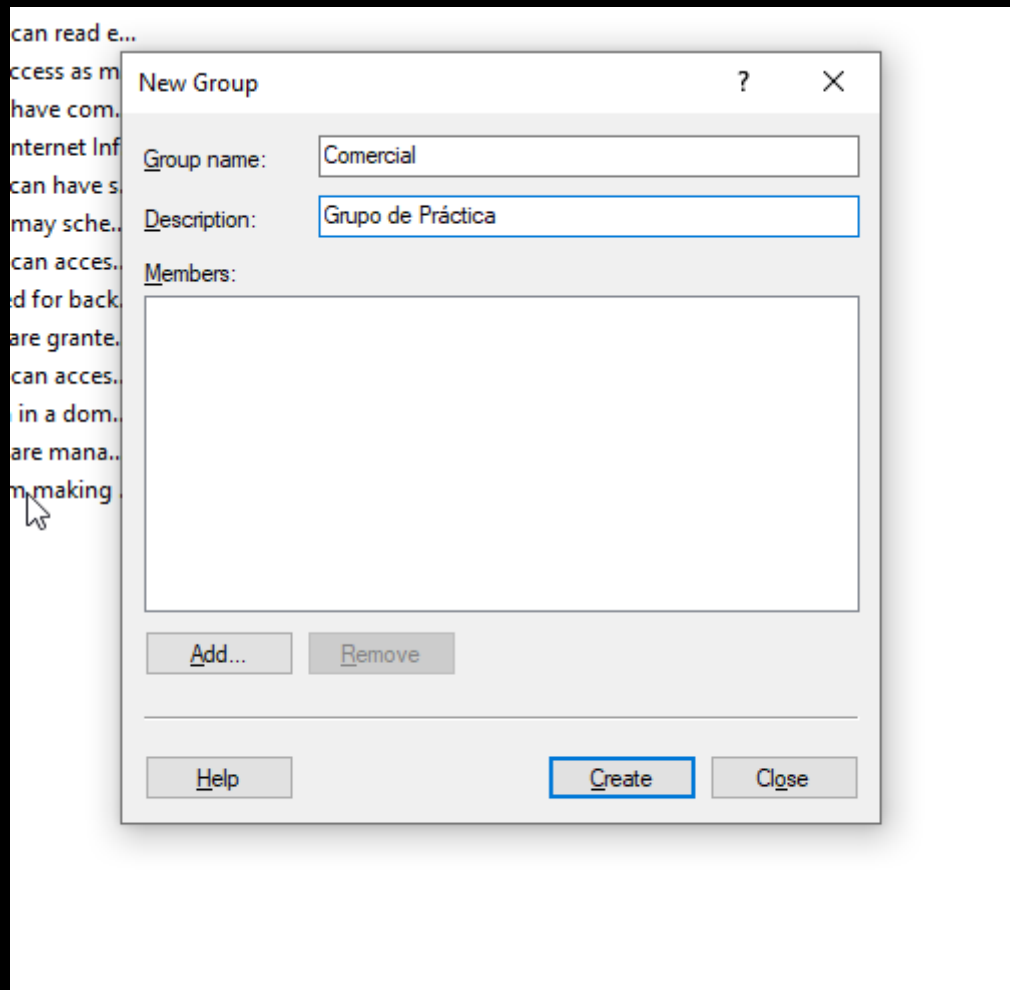 can read e...
ccess as m
have com.
nternet Inf
can have s.
may sche..
can acces..
ed for back.
are grante.
can acces..
in a dom..
are mana..
m making .
New Group
?
Group name:
Comercial
Description:
Grupo de Práctica
Members:
Add...
Remove
Help
Create
Close